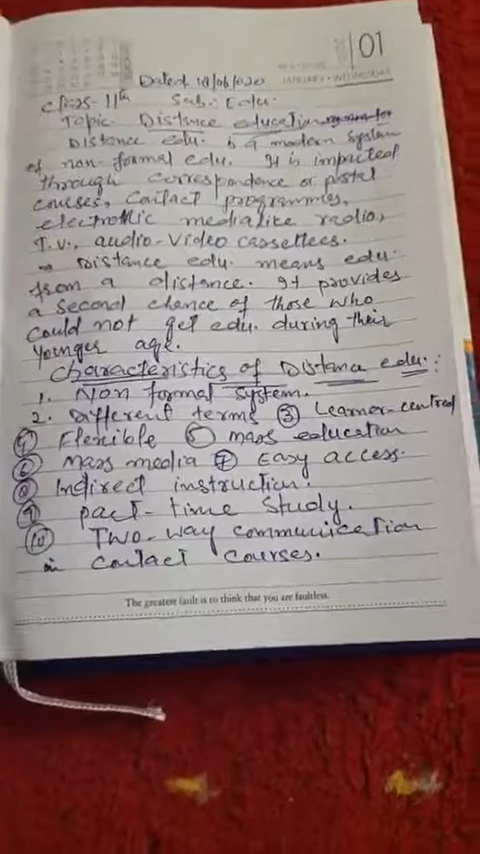 01
JANUARY • WEDNESDAY
Dated 18/06/020
Class-11th Sub: Edu.
Topic- Distance education
Distance edu. is a modern system
of non-formal edu. It is impacted
through correspondence or postal
courses, contact programmes,
electronic media like radio,
T.V., audio-video cassettees.
→ Distance edu. means edu.
from a distance. It provides
a second chance of those who
could not get edu. during their
younger age.
Characteristics of Distance edu.:
1. Non formal system.
2. Different terms ③ Learner-centred
④ Flexible ⑤ mass education
⑥ Mass media ⑦ Easy access.
⑧ Indirect instruction.
⑨ Part-time study.
⑩ Two-way communication
in contact courses.
The greatest fault is to think that you are faultless.